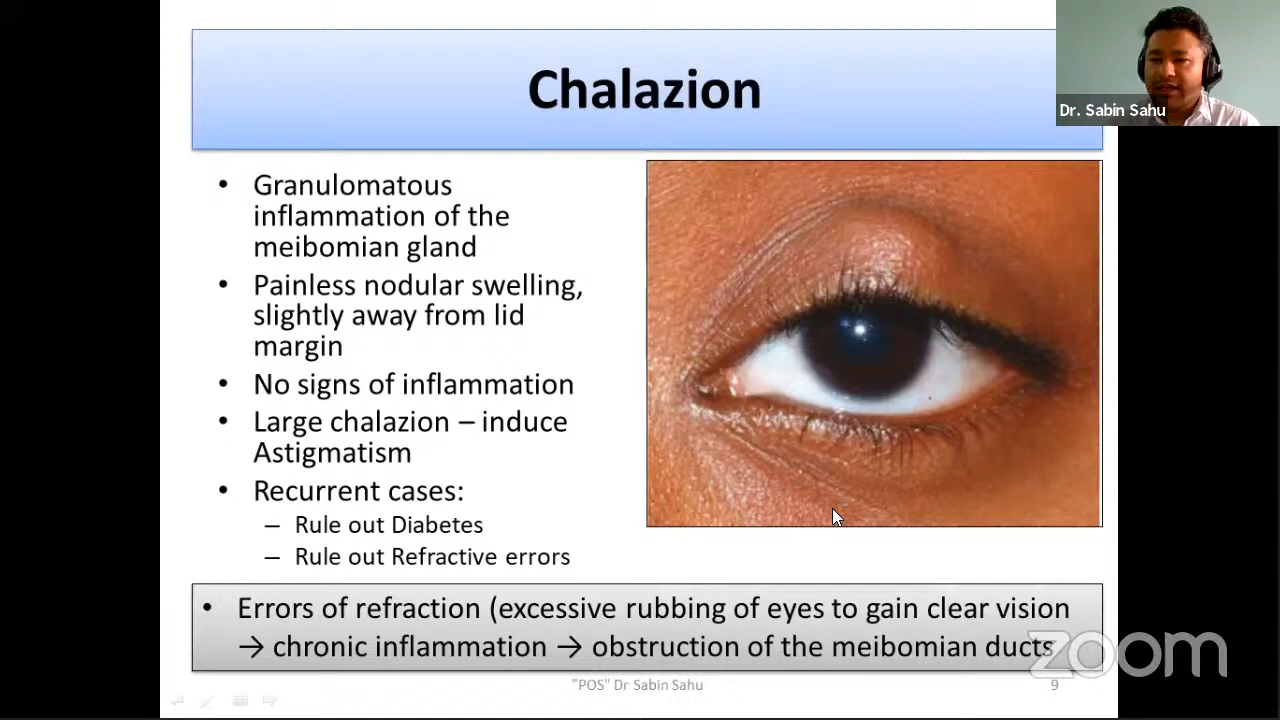 Chalazion
Dr. Sabin Sahu
• Granulomatous
inflammation of the
meibomian gland
• Painless nodular swelling,
slightly away from lid
margin
• No signs of inflammation
• Large chalazion – induce
Astigmatism
• Recurrent cases:
– Rule out Diabetes
– Rule out Refractive errors
• Errors of refraction (excessive rubbing of eyes to gain clear vision
→ chronic inflammation → obstruction of the meibomian ducts
zoom
"POS" Dr Sabin Sahu
9